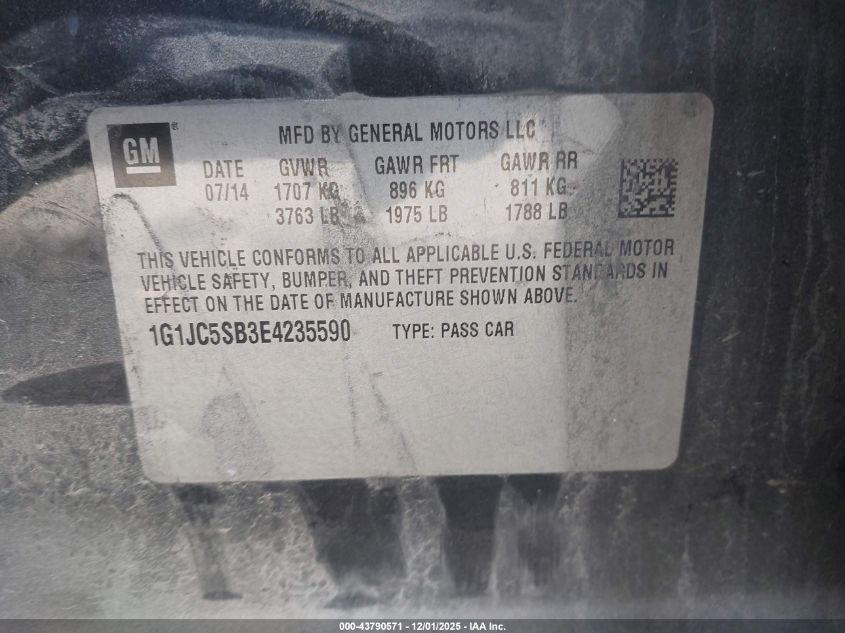 GM ®
MFD BY GENERAL MOTORS LLC
DATE GVWR GAWR FRT GAWR RR
07/14 1707 KG 896 KG 811 KG
3763 LB 1975 LB 1788 LB
THIS VEHICLE CONFORMS TO ALL APPLICABLE U.S. FEDERAL MOTOR
VEHICLE SAFETY, BUMPER, AND THEFT PREVENTION STANDARDS IN
EFFECT ON THE DATE OF MANUFACTURE SHOWN ABOVE.
1G1JC5SB3E4235590 TYPE: PASS CAR
000-43790571 - 12/01/2025 - IAA Inc.